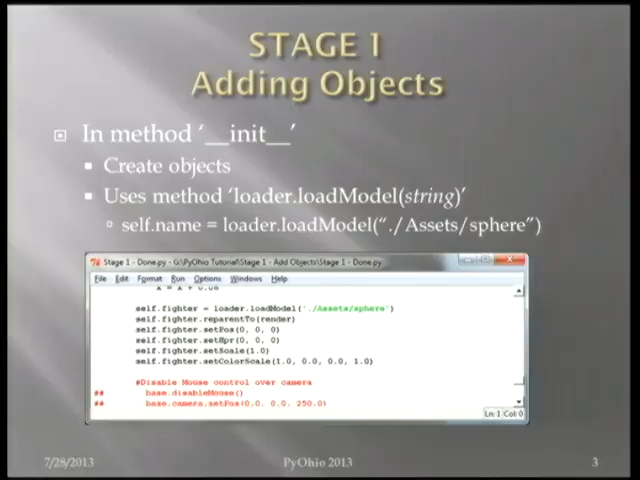 STAGE 1
Adding Objects
In method ‘__init__’
Create objects
Uses method ‘loader.loadModel(string)’
self.name = loader.loadModel(“./Assets/sphere”)
Stage 1 - Done.py - G:\PyOhio Tutorial\Stage 1 - Add Objects\Stage 1 - Done.py
File Edit Format Run Options Windows Help
self.fighter = loader.loadModel('./Assets/sphere')
self.fighter.reparentTo(render)
self.fighter.setPos(0, 0, 0)
self.fighter.setHpr(0, 0, 0)
self.fighter.setScale(1.0)
self.fighter.setColorScale(1.0, 0.0, 0.0, 1.0)
#Disable Mouse control over camera
## base.disableMouse()
## base.camera.setPos(0.0, 0.0, 250.0)
Ln: 1 Col: 0
7/28/2013 PyOhio 2013 3